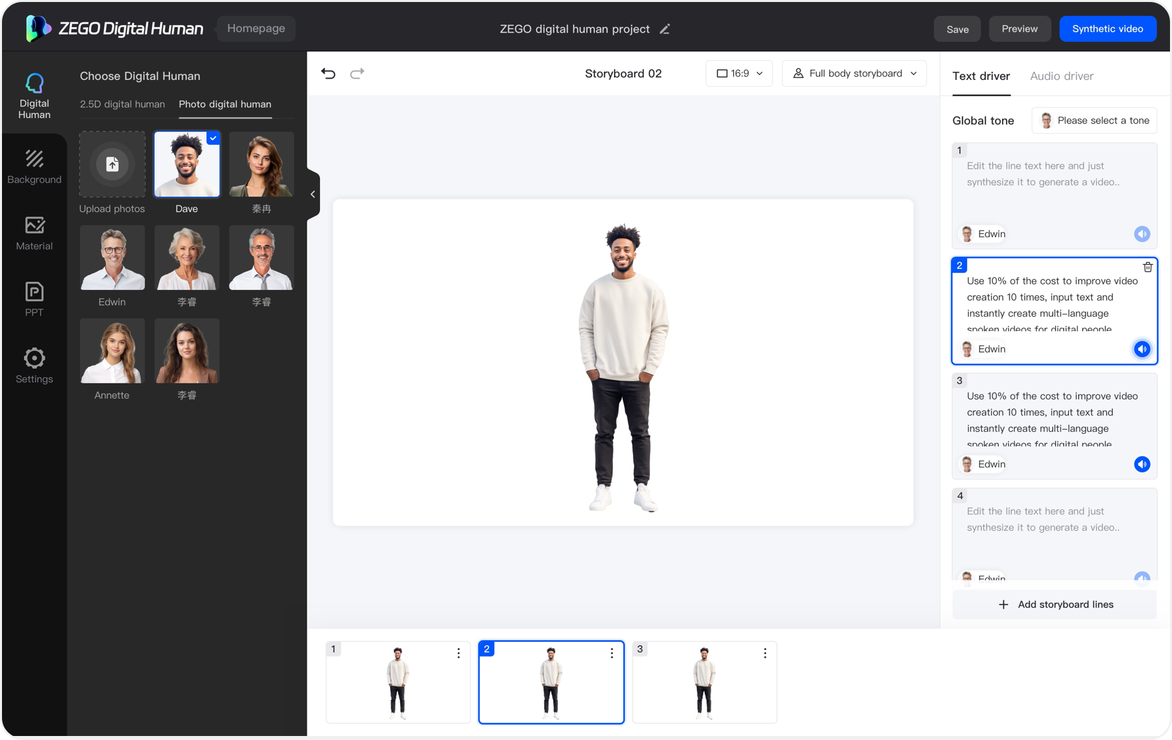 ZEGO Digital Human
Homepage
ZEGO digital human project
Save
Preview
Synthetic video
Digital
Human
Background
Material
PPT
Settings
Choose Digital Human
2.5D digital human
Photo digital human
Upload photos
Dave
秦冉
Edwin
李睿
李睿
Annette
李睿
Storyboard 02
16:9
Full body storyboard
Text driver
Audio driver
Global tone
Please select a tone
1
Edit the line text here and just
synthesize it to generate a video..
Edwin
2
Use 10% of the cost to improve video
creation 10 times, input text and
instantly create multi-language
spoken videos for digital people
Edwin
3
Use 10% of the cost to improve video
creation 10 times, input text and
instantly create multi-language
spoken videos for digital people
Edwin
4
Edit the line text here and just
synthesize it to generate a video..
Edwin
Add storyboard lines
1
2
3